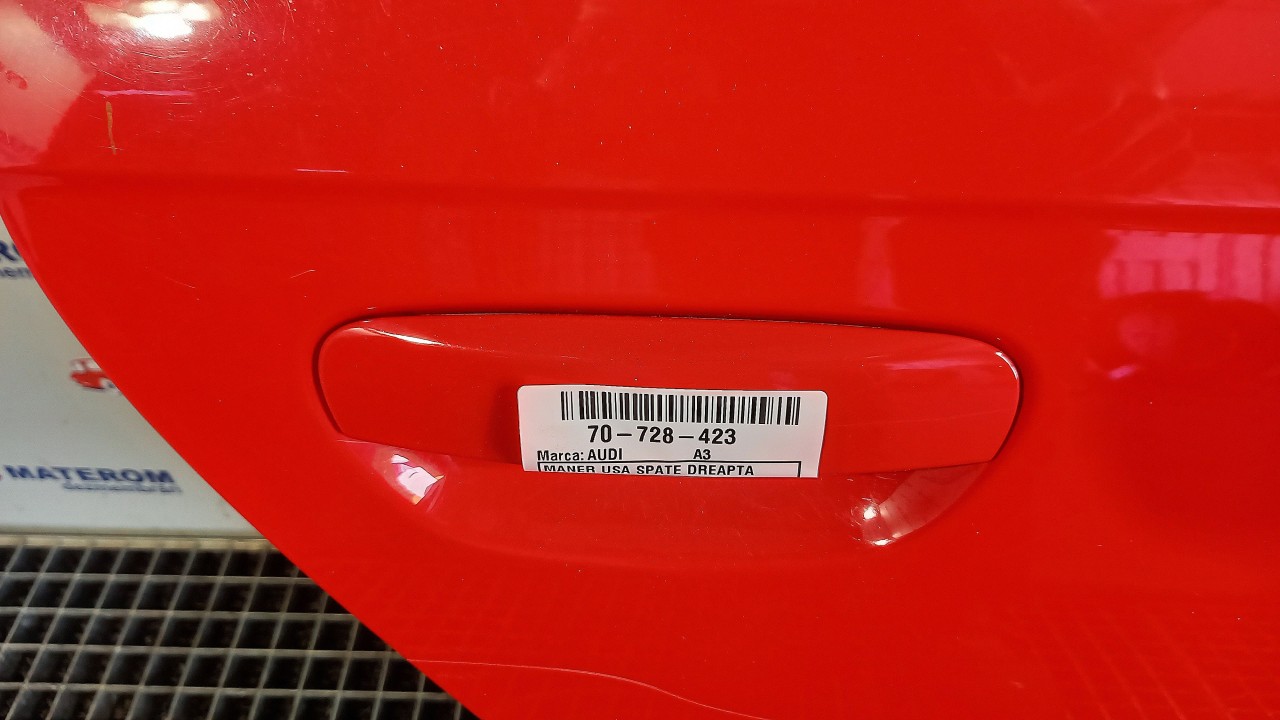 70-728-423
Marca: AUDI A3
MANER USA SPATE DREAPTA
MATEROM